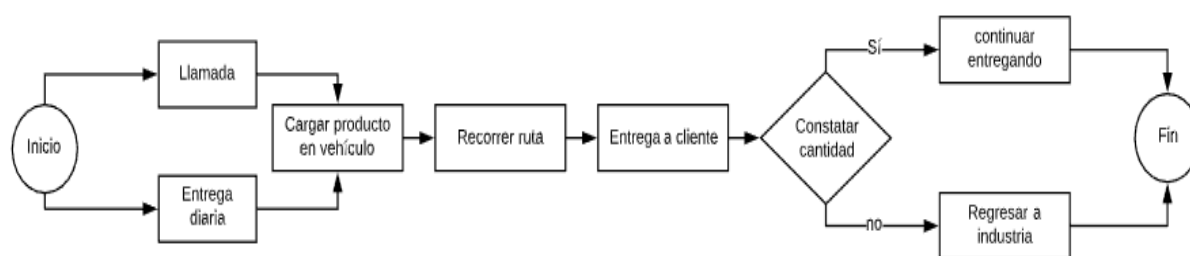 Inicio
Llamada
Entrega
diaria
Cargar producto
en vehículo
Recorrer ruta
Entrega a cliente
Constatar
cantidad
Sí
continuar
entregando
no
Regresar a
industria
Fin